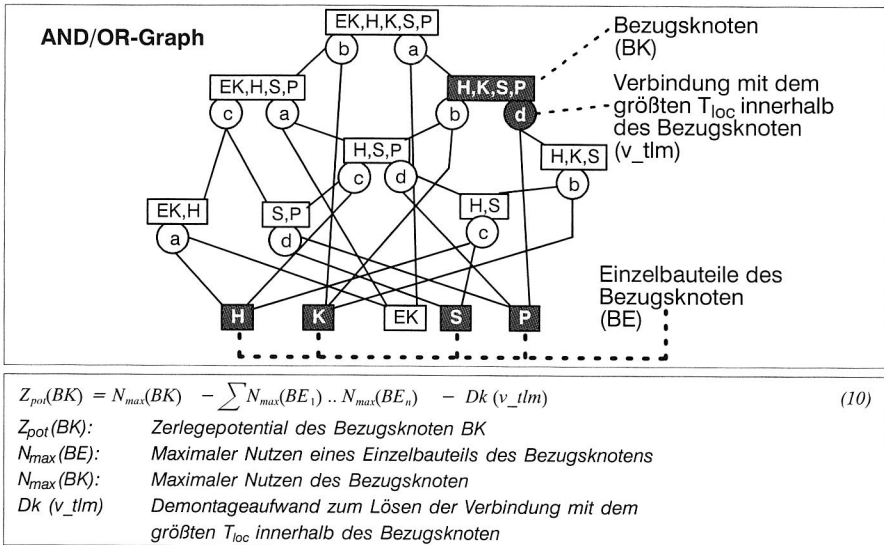 AND/OR-Graph
EK,H,K,S,P
b
a
Bezugsknoten
(BK)
EK,H,S,P
H,K,S,P
c
a
b
d
Verbindung mit dem
größten Tloc innerhalb
des Bezugsknoten
(v_tlm)
H,S,P
c
d
H,K,S
b
EK,H
a
S,P
d
H,S
c
Einzelbauteile des
Bezugsknoten
(BE)
H
K
EK
S
P
Zpot(BK) = Nmax(BK) - ∑ Nmax(BE1) .. Nmax(BEn) - Dk (v_tlm) (10)
Zpot(BK): Zerlegepotential des Bezugsknoten BK
Nmax(BE): Maximaler Nutzen eines Einzelbauteils des Bezugsknotens
Nmax(BK): Maximaler Nutzen des Bezugsknoten
Dk (v_tlm) Demontageaufwand zum Lösen der Verbindung mit dem
größten Tloc innerhalb des Bezugsknoten